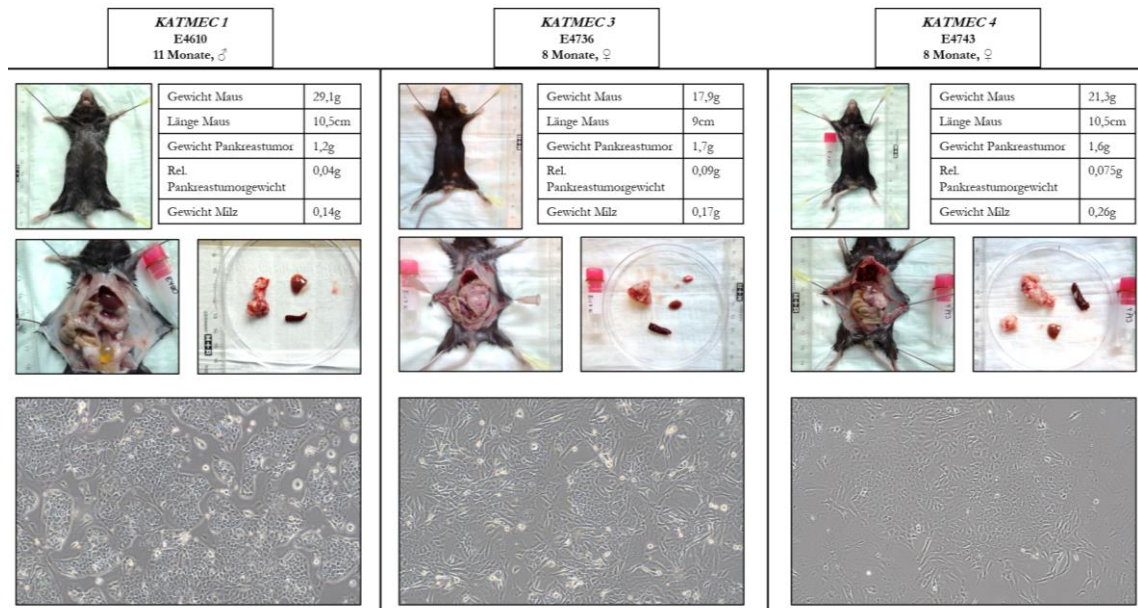 KATMEC 1
E4610
11 Monate, ♂
Gewicht Maus 29,1g
Länge Maus 10,5cm
Gewicht Pankreastumor 1,2g
Rel.
Pankreastumorgewicht 0,04g
Gewicht Milz 0,14g
KATMEC 3
E4736
8 Monate, ♀
Gewicht Maus 17,9g
Länge Maus 9cm
Gewicht Pankreastumor 1,7g
Rel.
Pankreastumorgewicht 0,09g
Gewicht Milz 0,17g
KATMEC 4
E4743
8 Monate, ♀
Gewicht Maus 21,3g
Länge Maus 10,5cm
Gewicht Pankreastumor 1,6g
Rel.
Pankreastumorgewicht 0,075g
Gewicht Milz 0,26g